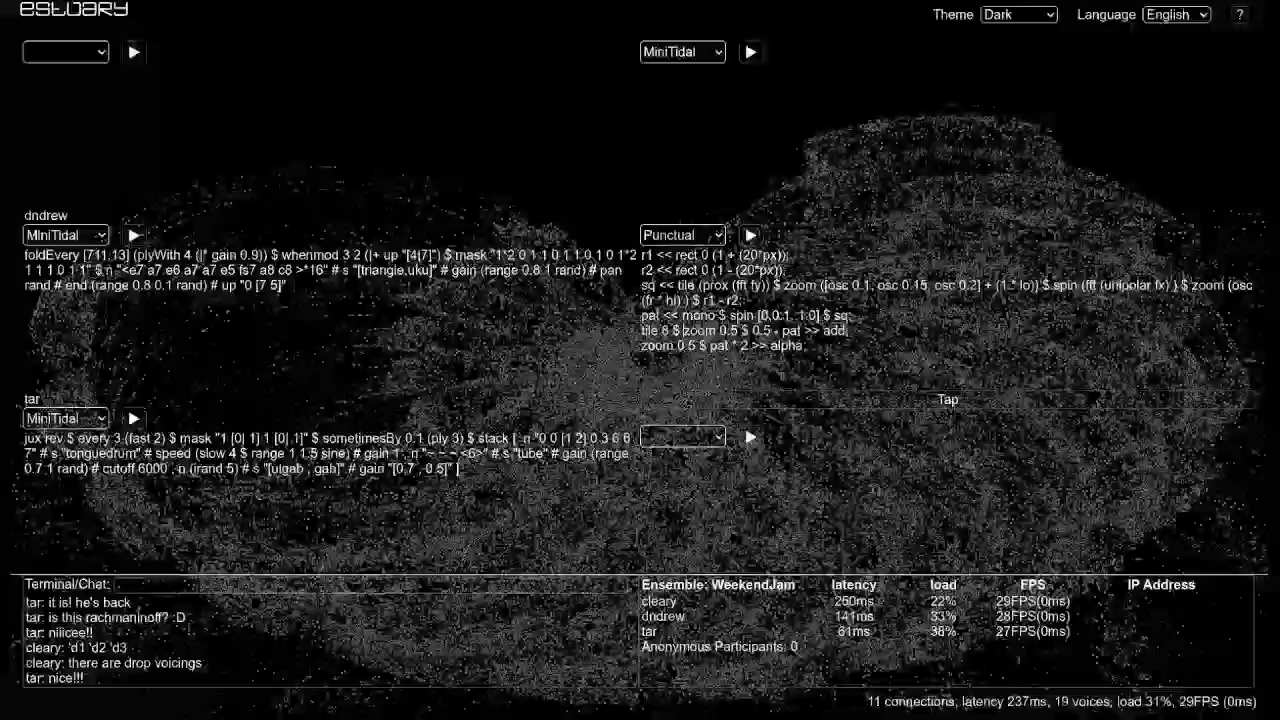 estuary
Theme Dark Language English ?
MiniTidal
dndrew
MiniTidal
foldEvery [7,11,13] (plyWith 4 (|* gain 0.9)) $ whenmod 3 2 (|+ up "[4|7]") $ mask "1*2 0 1 1 0 1 1 0 1 0 1*2
1 1 1 0 1 1" $ n "<e7 a7 e6 a7 a7 e5 fs7 a8 c8 >*16" # s "[triangle,uku]" # gain (range 0.8 1 rand) # pan
rand # end (range 0.8 0.1 rand) # up "0 [7 5]"
Punctual
r1 << rect 0 (1 + (20*px));
r2 << rect 0 (1 - (20*px));
sq << tile (prox (fft fy)) $ zoom ([osc 0.1, osc 0.15, osc 0.2] + (1 * lo)) $ spin (fft (unipolar fx) ) $ zoom (osc
(fr * hi) ) $ r1 - r2;
pat << mono $ spin [0,0.1..1.0] $ sq;
tile 8 $ zoom 0.5 $ 0.5 - pat >> add;
zoom 0.5 $ pat * 2 >> alpha;
tar
MiniTidal
jux rev $ every 3 (fast 2) $ mask "1 [0| 1] 1 [0| 1]" $ sometimesBy 0.1 (ply 3) $ stack [ n "0 0 |1 2] 0 3 6 6
7" # s "tonguedrum" # speed (slow 4 $ range 1 1.5 sine) # gain 1 , n "~ ~ ~ <6>" # s "tube" # gain (range
0.7 1 rand) # cutoff 6000 , n (irand 5) # s "[utgab , gab]" # gain "[0.7 , 0.5]" ]
Tap
Terminal/Chat:
tar: it is! he's back
tar: is this rachmaninoff? :D
tar: niiicee!!
cleary: 'd1 'd2 'd3
cleary: there are drop voicings
tar: nice!!!
Ensemble: WeekendJam latency load FPS IP Address
cleary 250ms 22% 29FPS(0ms)
dndrew 141ms 33% 28FPS(0ms)
tar 61ms 38% 27FPS(0ms)
Anonymous Participants: 0
11 connections, latency 237ms, 19 voices, load 31%, 29FPS (0ms)